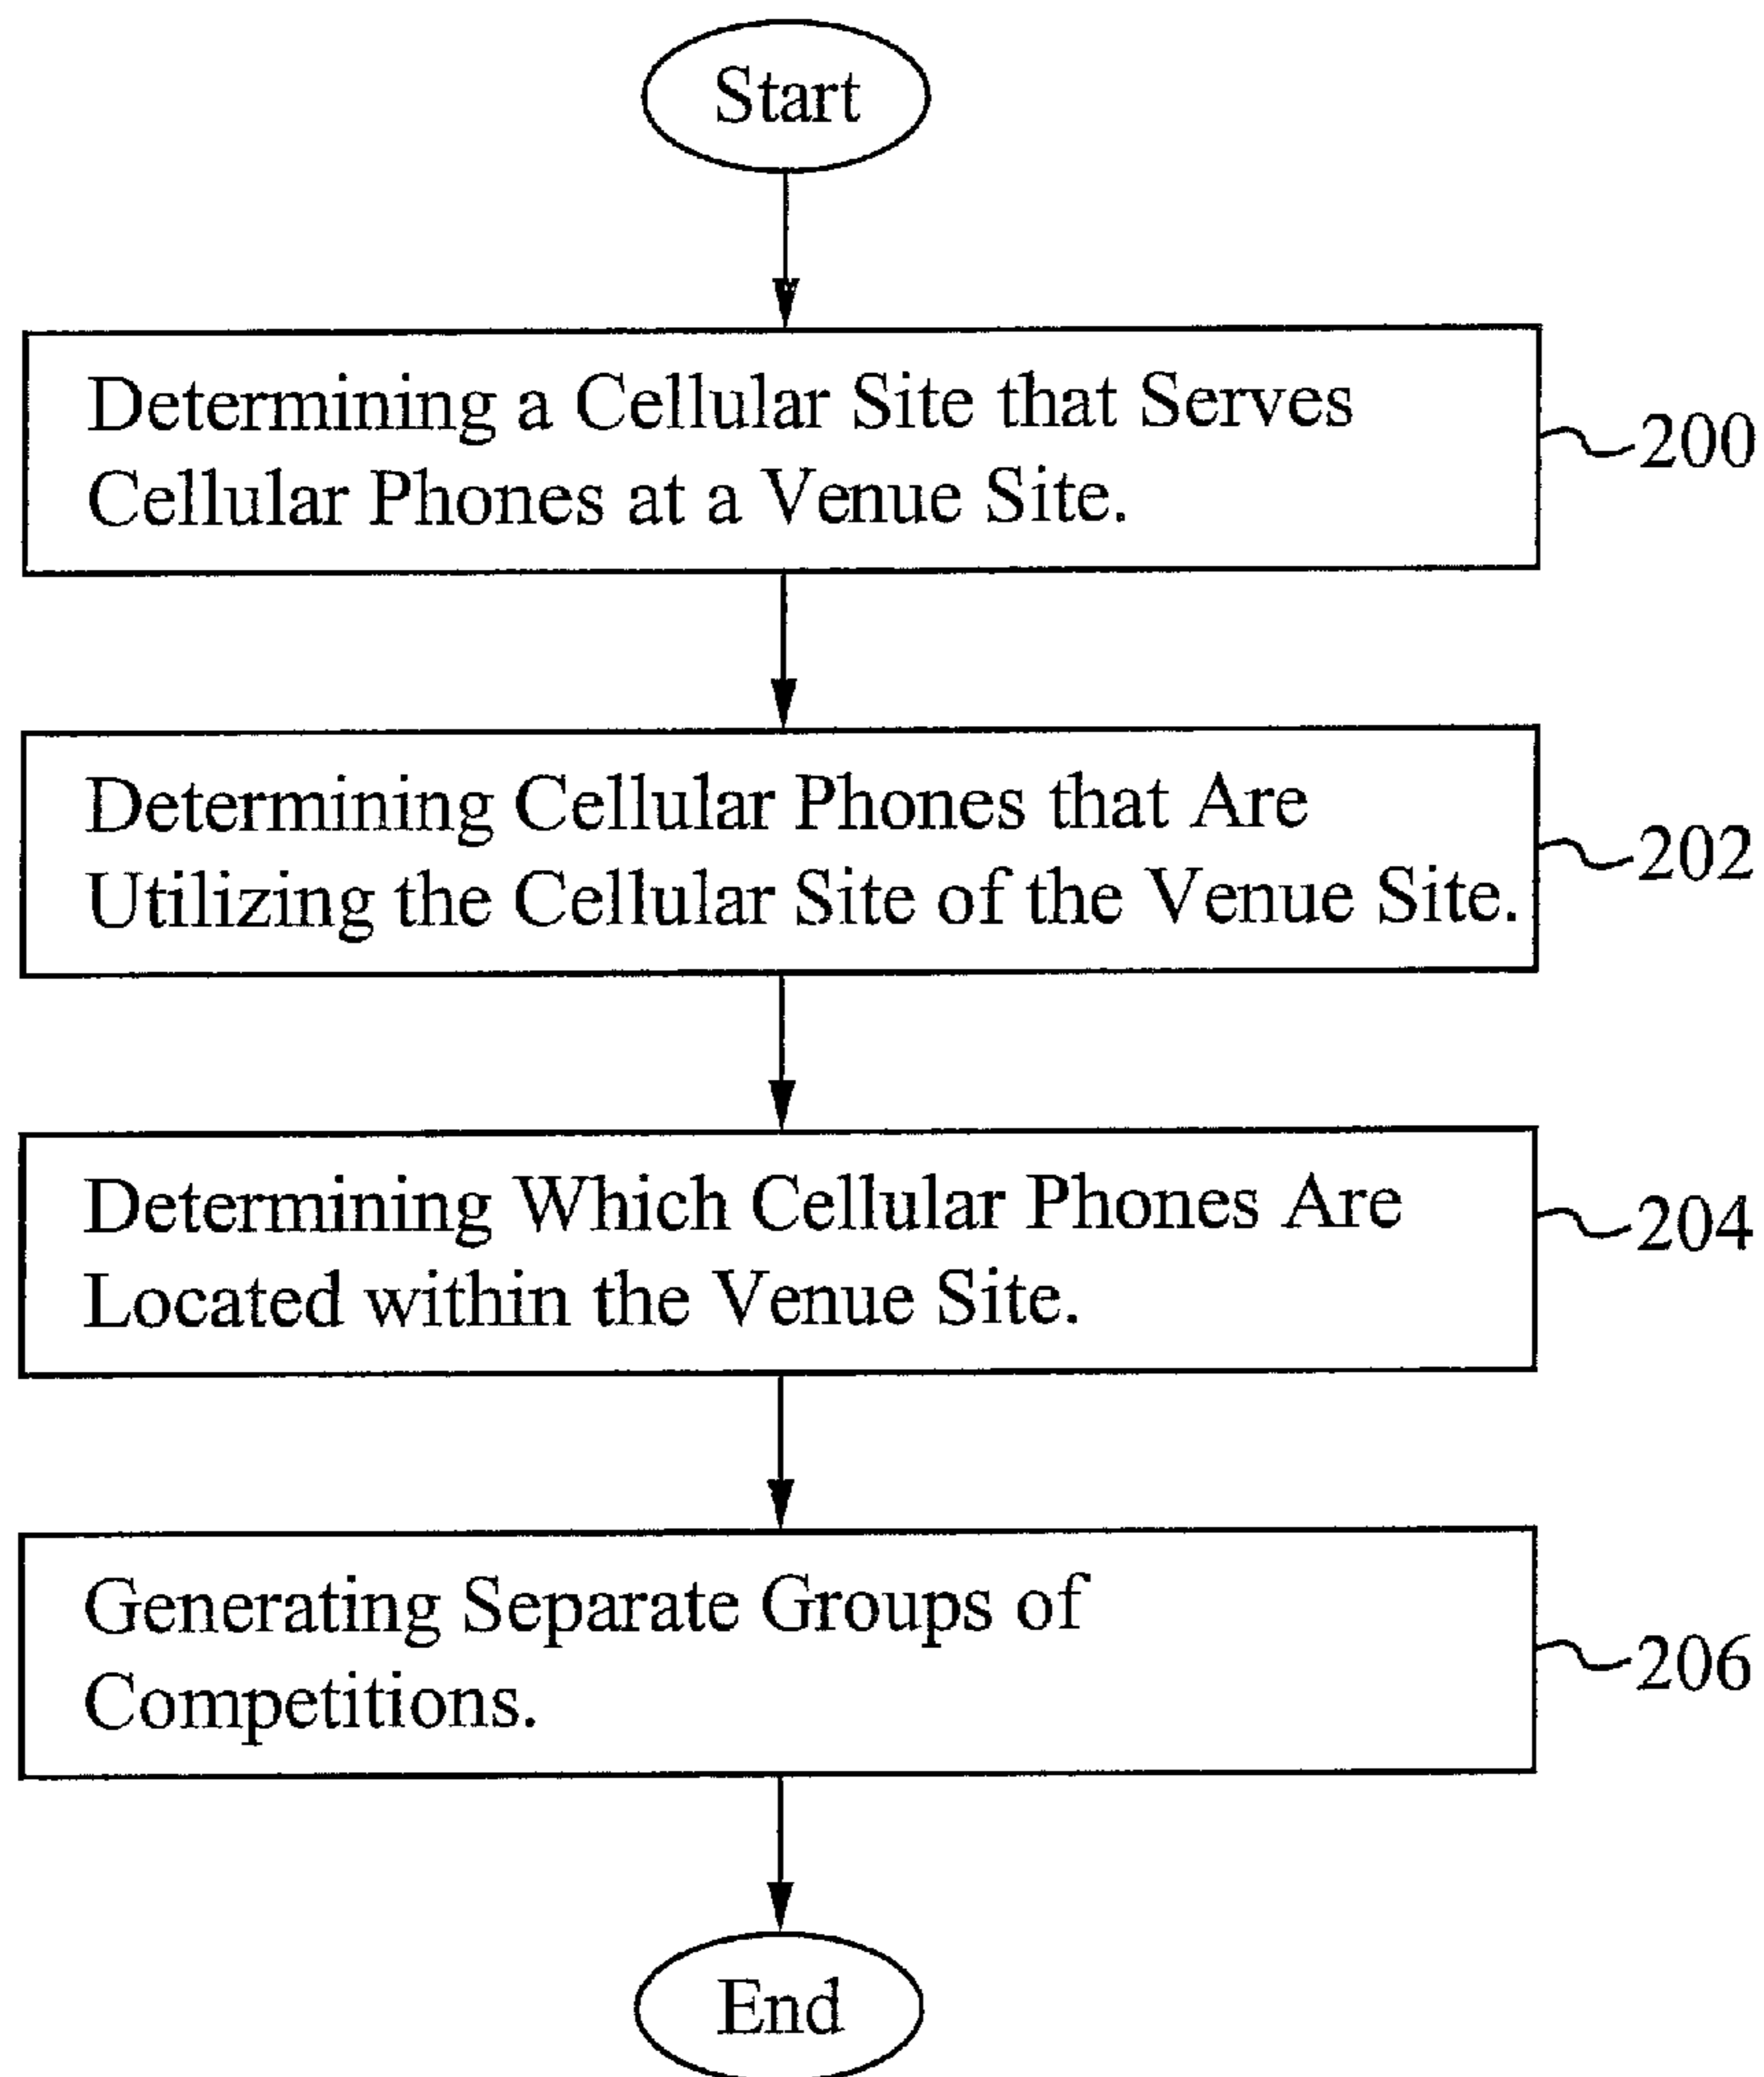 Start
Determining a Cellular Site that Serves
Cellular Phones at a Venue Site.
200
Determining Cellular Phones that Are
Utilizing the Cellular Site of the Venue Site.
202
Determining Which Cellular Phones Are
Located within the Venue Site.
204
Generating Separate Groups of
Competitions.
206
End